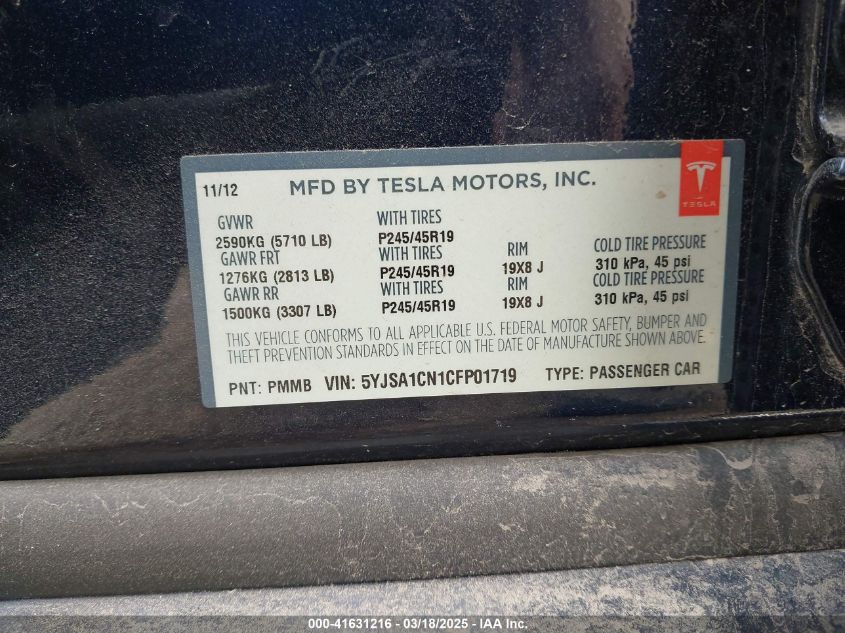 11/12 MFD BY TESLA MOTORS, INC.
TESLA
GVWR WITH TIRES
2590KG (5710 LB) P245/45R19
GAWR FRT WITH TIRES RIM COLD TIRE PRESSURE
1276KG (2813 LB) P245/45R19 19X8 J 310 kPa, 45 psi
GAWR RR WITH TIRES RIM COLD TIRE PRESSURE
1500KG (3307 LB) P245/45R19 19X8 J 310 kPa, 45 psi
THIS VEHICLE CONFORMS TO ALL APPLICABLE U.S. FEDERAL MOTOR SAFETY, BUMPER AND
THEFT PREVENTION STANDARDS IN EFFECT ON THE DATE OF MANUFACTURE SHOWN ABOVE.
PNT: PMMB VIN: 5YJSA1CN1CFP01719 TYPE: PASSENGER CAR
000-41631216 - 03/18/2025 - IAA Inc.